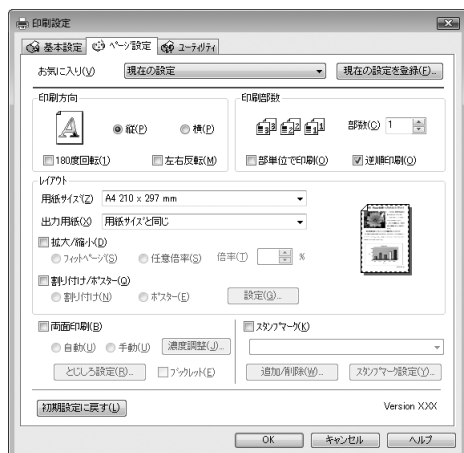 印刷設定
基本設定 ページ設定 ユーティリティ
お気に入り(V) 現在の設定 現在の設定を登録(F)...
印刷方向
縦(P) 横(R)
180度回転(1) 左右反転(M)
印刷部数
部数(C) 1
部単位で印刷(O) 逆順印刷(O)
レイアウト
用紙サイズ(Z) A4 210 x 297 mm
出力用紙(X) 用紙サイズと同じ
拡大/縮小(D)
フィットページ(S) 任意倍率(S) 倍率(T) %
割り付け/ポスター(Q)
割り付け(N) ポスター(E) 設定(G)...
両面印刷(B)
自動(U) 手動(U) 濃度調整(J)...
とじしろ設定(R)... ブックレット(E)
スタンプマーク(K)
追加/削除(W)... スタンプマーク設定(Y)...
初期設定に戻す(L)
Version XXX
OK キャンセル ヘルプ